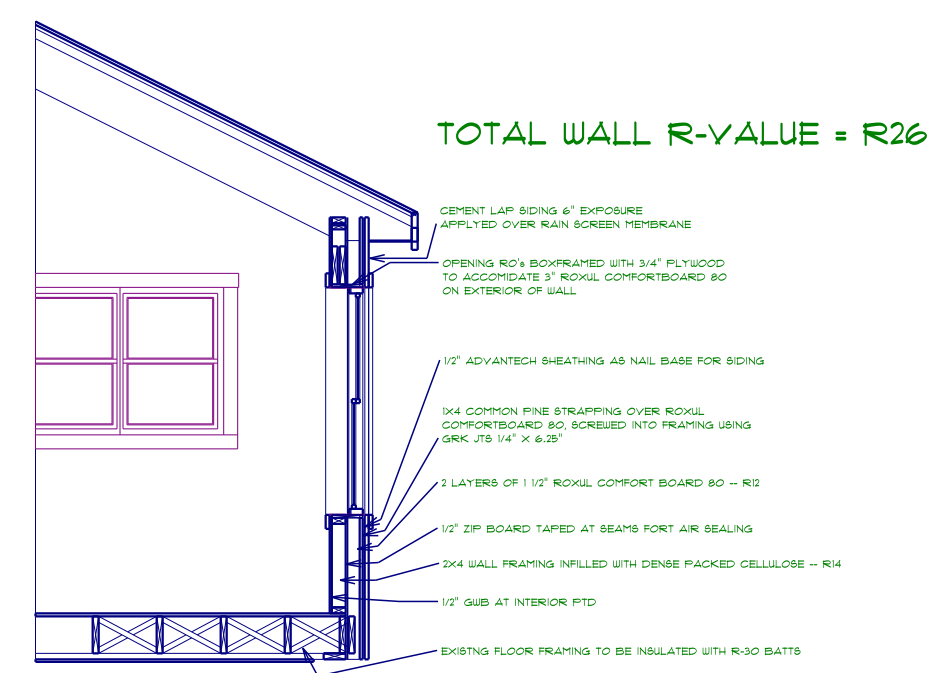 TOTAL WALL R-VALUE = R26
CEMENT LAP SIDING 6" EXPOSURE
APPLYED OVER RAIN SCREEN MEMBRANE
OPENING RO's BOXFRAMED WITH 3/4" PLYWOOD
TO ACCOMIDATE 3" ROXUL COMFORTBOARD 80
ON EXTERIOR OF WALL
1/2" ADVANTECH SHEATHING AS NAIL BASE FOR SIDING
1X4 COMMON PINE STRAPPING OVER ROXUL
COMFORTBOARD 80, SCREWED INTO FRAMING USING
GRK JTS 1/4" X 6.25"
2 LAYERS OF 1 1/2" ROXUL COMFORT BOARD 80 -- R12
1/2" ZIP BOARD TAPED AT SEAMS FORT AIR SEALING
2X4 WALL FRAMING INFILLED WITH DENSE PACKED CELLULOSE -- R14
1/2" GWB AT INTERIOR PTD
EXISTNG FLOOR FRAMING TO BE INSULATED WITH R-30 BATTS